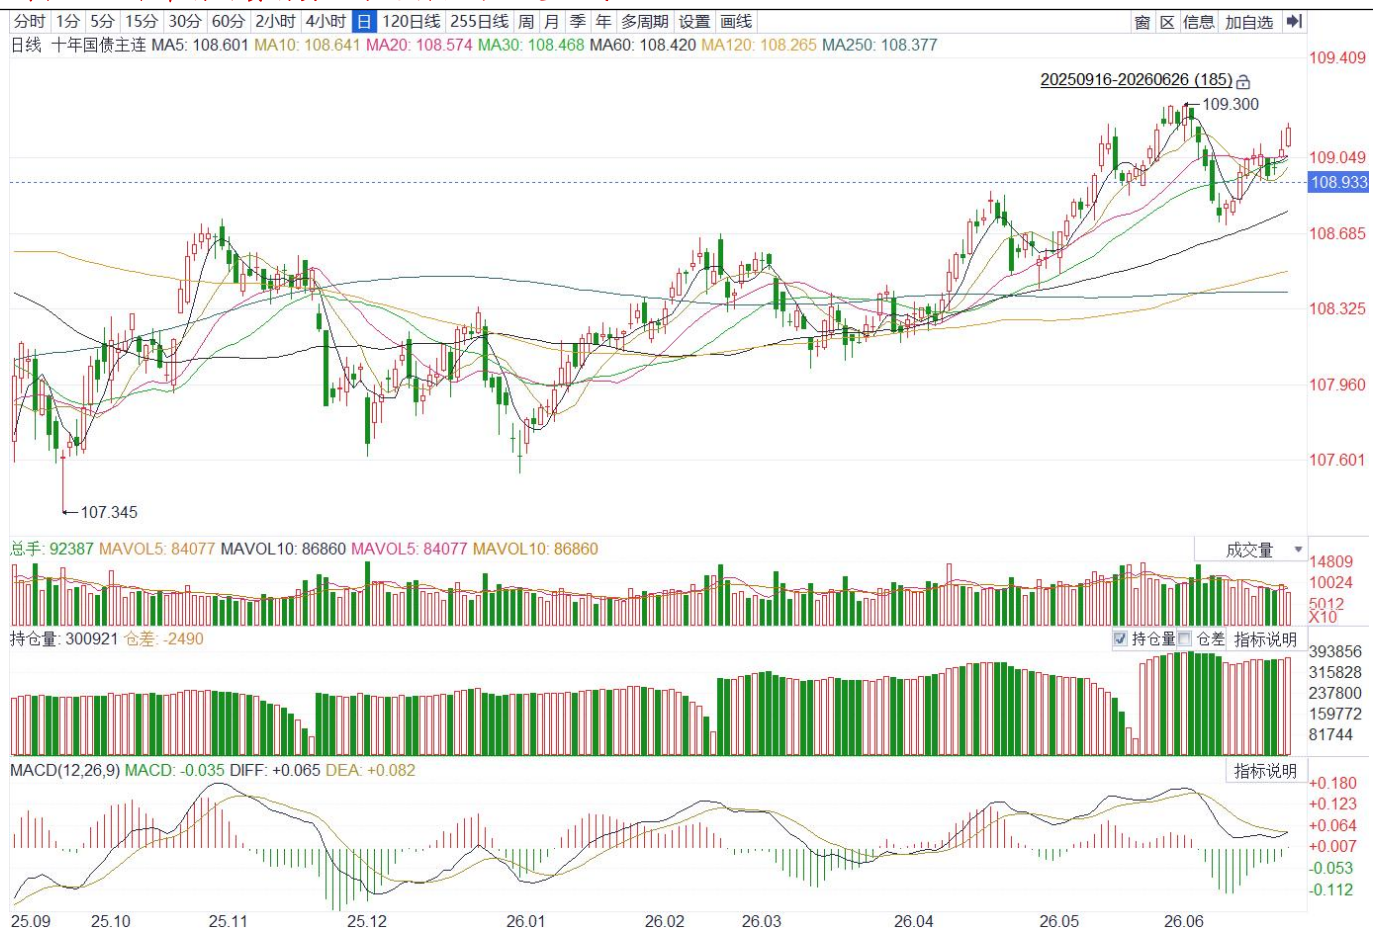 分时 1分 5分 15分 30分 60分 2小时 4小时 日 120日线 255日线 周 月 季 年 多周期 设置 画线 窗 区 信息 加自选
日线 十年国债主连 MA5: 108.601 MA10: 108.641 MA20: 108.574 MA30: 108.468 MA60: 108.420 MA120: 108.265 MA250: 108.377
109.409
20250916-20260626 (185)
109.300
109.049
108.933
108.685
108.325
107.960
107.601
107.345
总手: 92387 MAVOL5: 84077 MAVOL10: 86860 MAVOL5: 84077 MAVOL10: 86860
成交量
14809
10024
5012
X10
持仓量: 300921 仓差: -2490
持仓量 仓差 指标说明
393856
315828
237800
159772
81744
MACD(12,26,9) MACD: -0.035 DIFF: +0.065 DEA: +0.082
指标说明
+0.180
+0.123
+0.064
+0.007
-0.053
-0.112
25.09 25.10 25.11 25.12 26.01 26.02 26.03 26.04 26.05 26.06